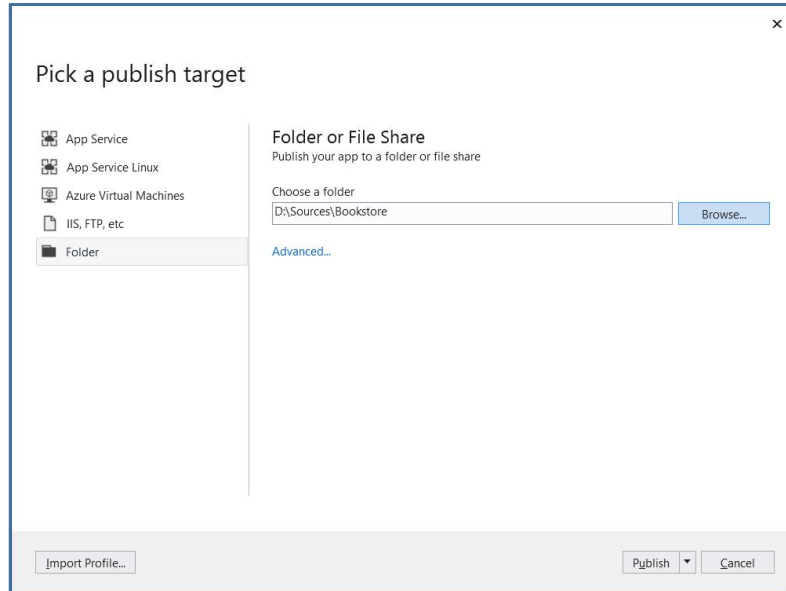 Pick a publish target
App Service
App Service Linux
Azure Virtual Machines
IIS, FTP, etc
Folder
Folder or File Share
Publish your app to a folder or file share
Choose a folder
D:\Sources\Bookstore
Browse...
Advanced...
Import Profile...
Publish
Cancel